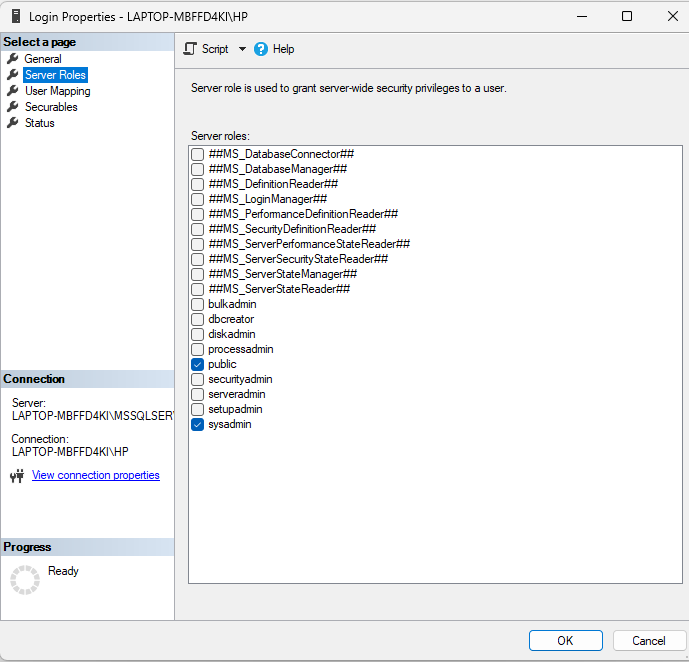 Login Properties - LAPTOP-MBFFD4KI\HP
Select a page
General
Server Roles
User Mapping
Securables
Status
Script
Help
Server role is used to grant server-wide security privileges to a user.
Server roles:
##MS_DatabaseConnector##
##MS_DatabaseManager##
##MS_DefinitionReader##
##MS_LoginManager##
##MS_PerformanceDefinitionReader##
##MS_SecurityDefinitionReader##
##MS_ServerPerformanceStateReader##
##MS_ServerSecurityStateReader##
##MS_ServerStateManager##
##MS_ServerStateReader##
bulkadmin
dbcreator
diskadmin
processadmin
public
securityadmin
serveradmin
setupadmin
sysadmin
Connection
Server:
LAPTOP-MBFFD4KI\MSSQLSER
Connection:
LAPTOP-MBFFD4KI\HP
View connection properties
Progress
Ready
OK
Cancel